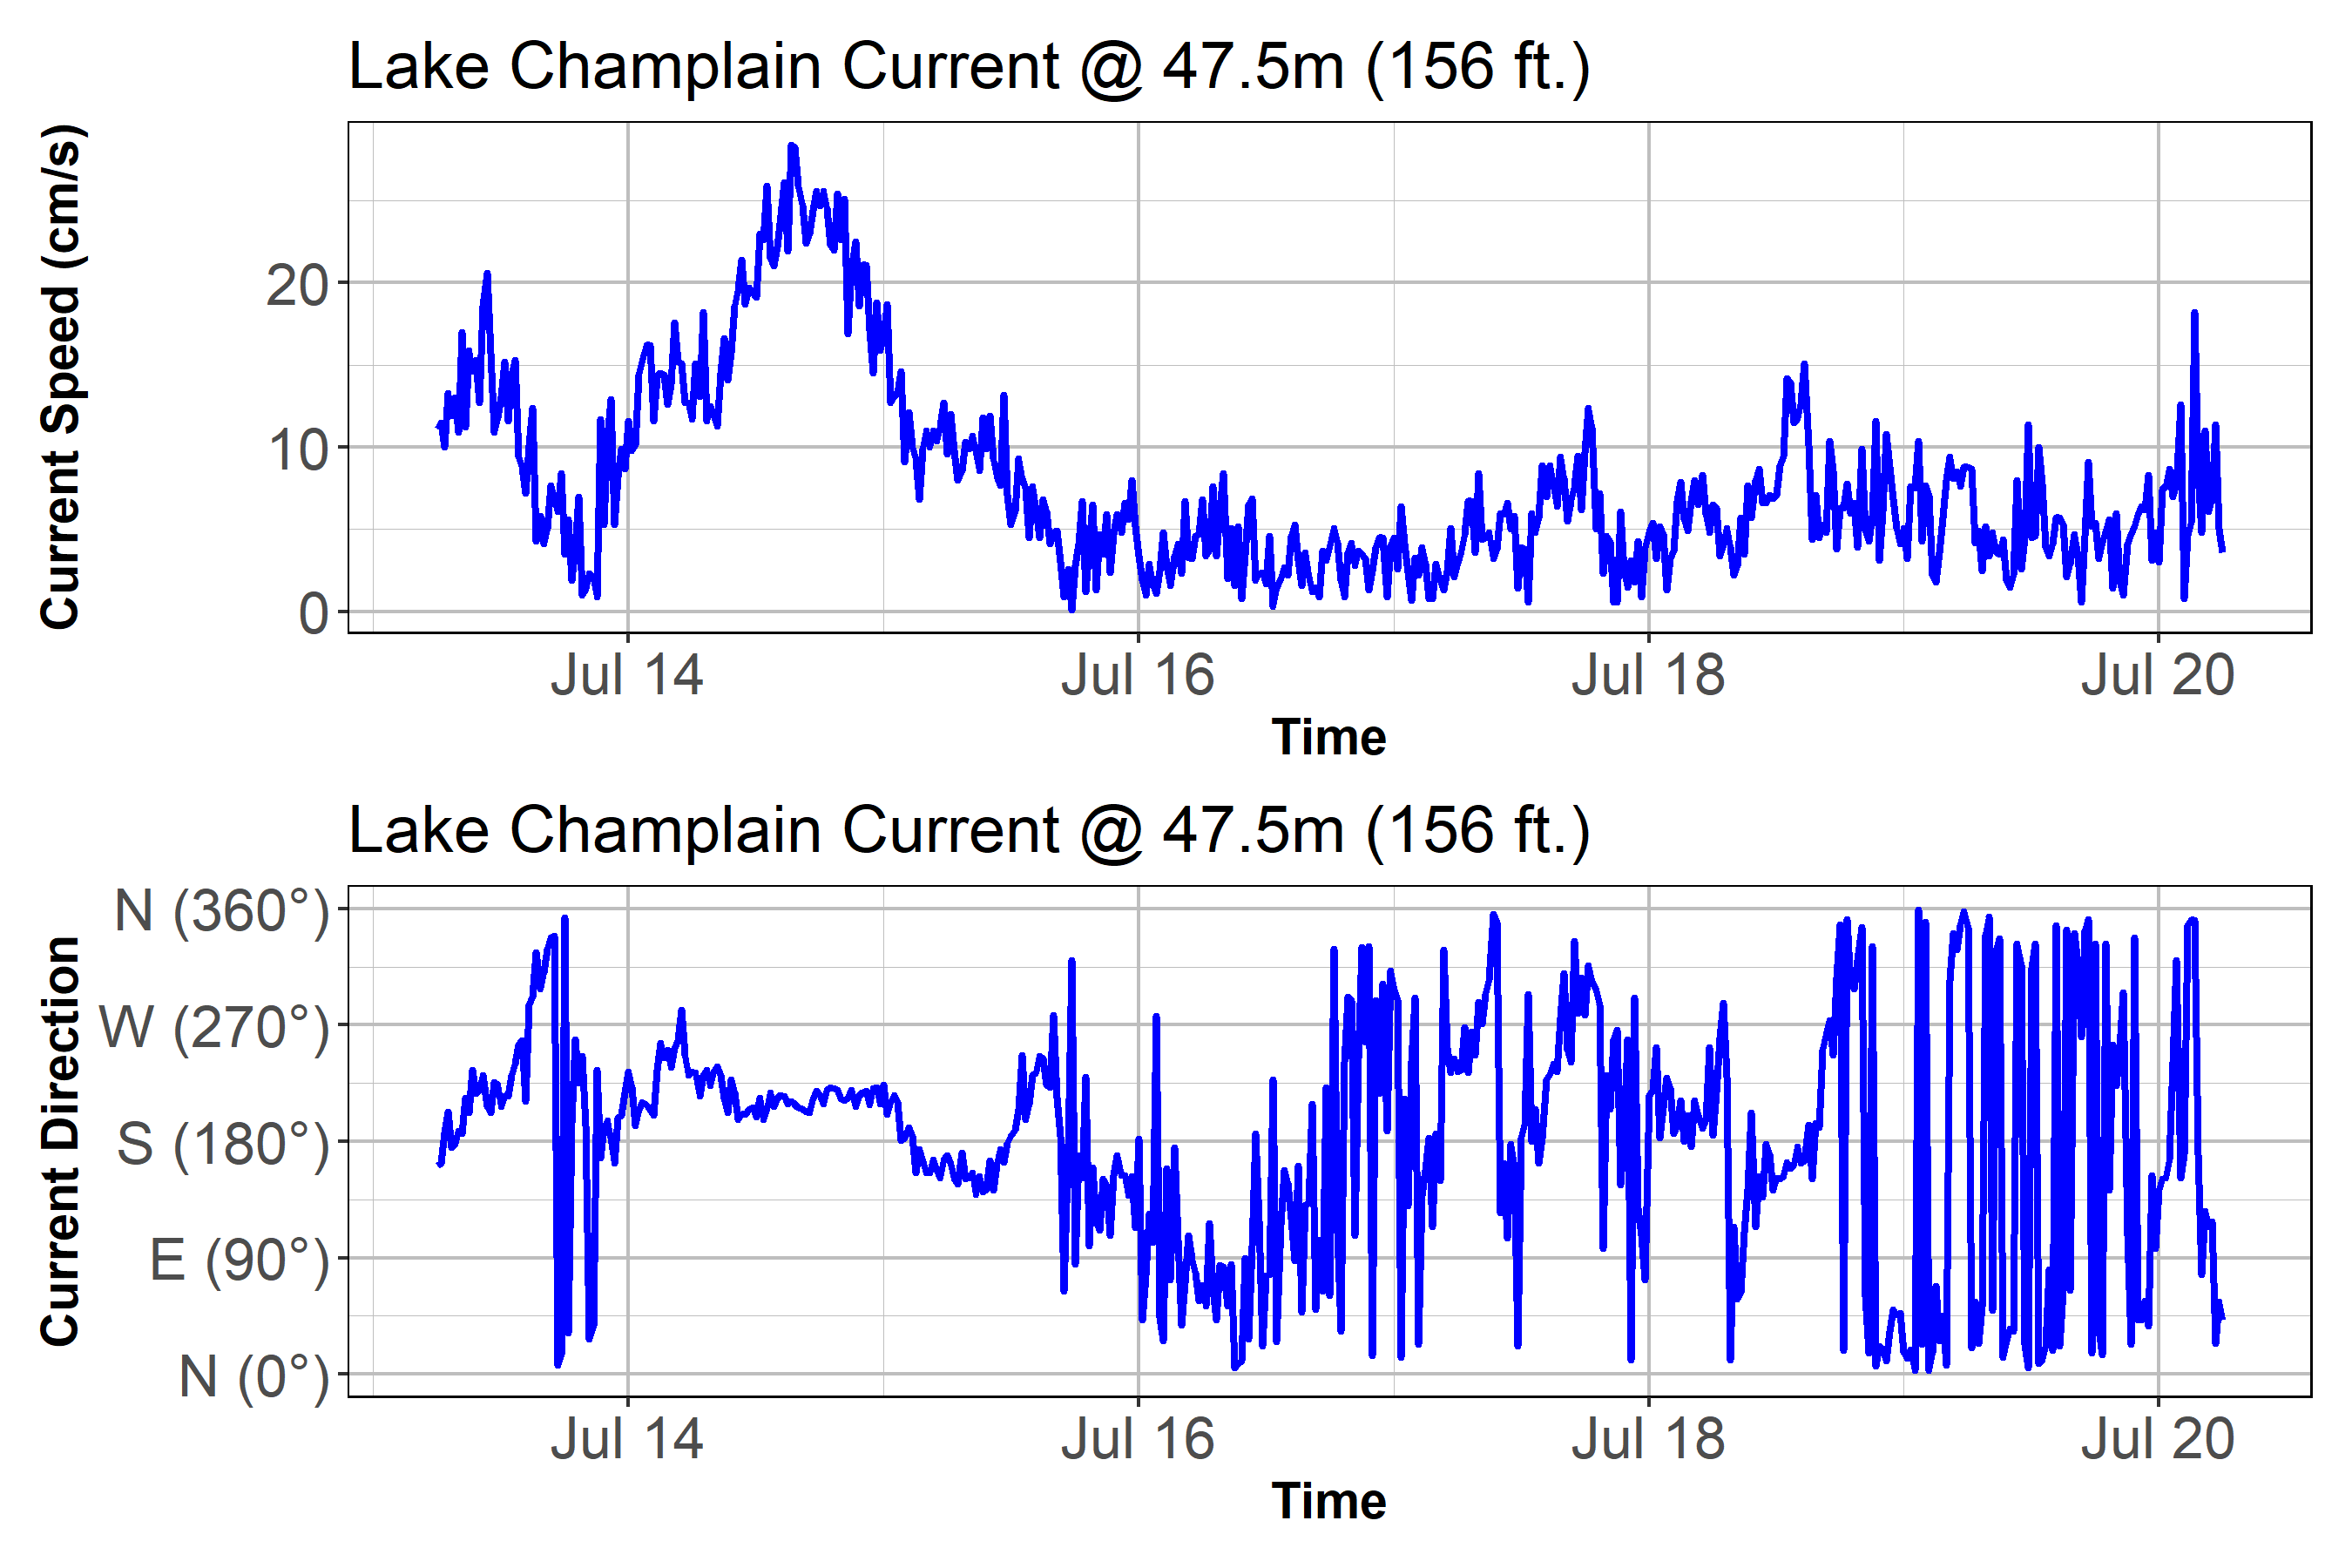 Lake Champlain Current @ 47.5m (156 ft.)
Current Speed (cm/s)
20
10
0
Jul 14 Jul 16 Jul 18 Jul 20
Time
Lake Champlain Current @ 47.5m (156 ft.)
Current Direction
N (360°)
W (270°)
S (180°)
E (90°)
N (0°)
Jul 14 Jul 16 Jul 18 Jul 20
Time